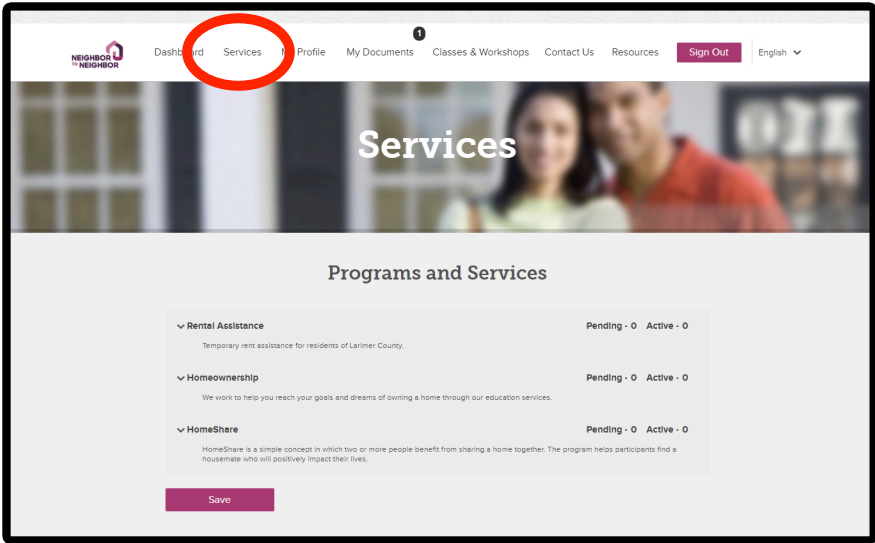 1
NEIGHBOR
TO NEIGHBOR
Dashboard Services My Profile My Documents Classes & Workshops Contact Us Resources Sign Out English
Services
Programs and Services
Rental Assistance Pending - 0 Active - 0
Temporary rent assistance for residents of Larimer County.
Homeownership Pending - 0 Active - 0
We work to help you reach your goals and dreams of owning a home through our education services.
HomeShare Pending - 0 Active - 0
HomeShare is a simple concept in which two or more people benefit from sharing a home together. The program helps participants find a
housemate who will positively impact their lives.
Save